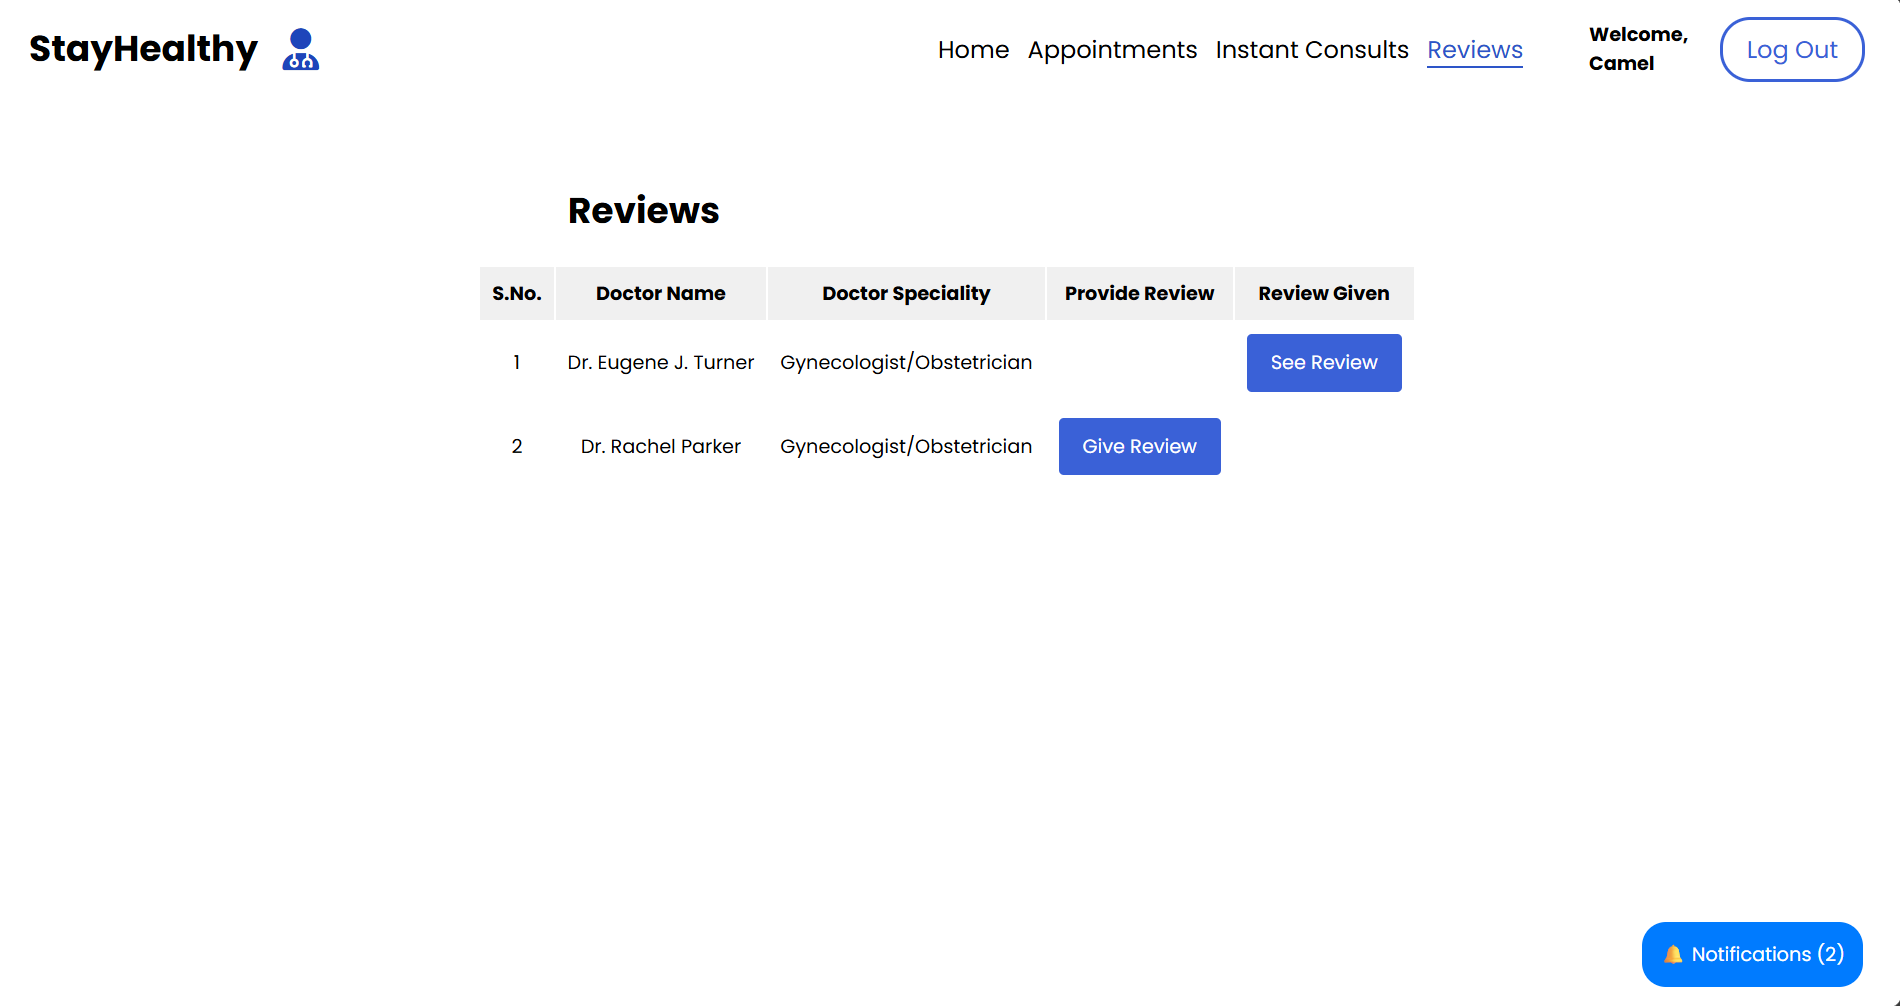 StayHealthy
Home Appointments Instant Consults Reviews
Welcome,
Camel
Log Out
Reviews
S.No. Doctor Name Doctor Speciality Provide Review Review Given
1 Dr. Eugene J. Turner Gynecologist/Obstetrician See Review
2 Dr. Rachel Parker Gynecologist/Obstetrician Give Review
🔔 Notifications (2)